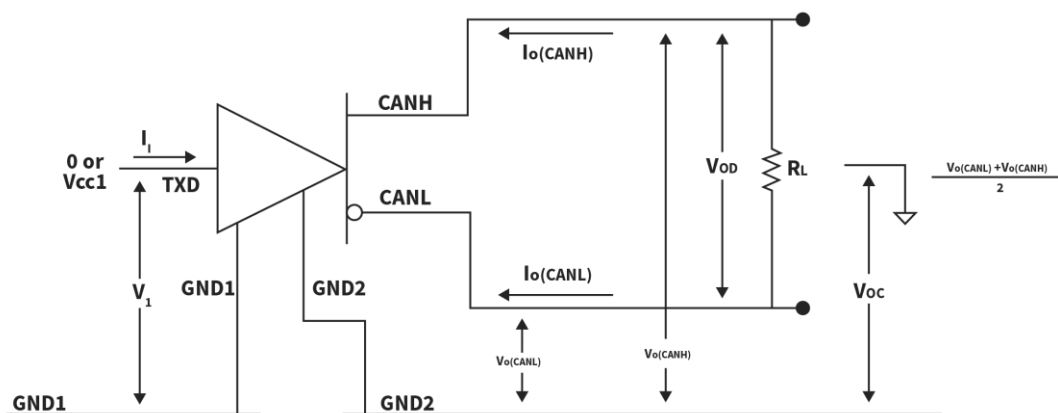 Io(CANH)
CANH
0 or
Vcc1
II
TXD
VOD
RL
Vo(CANL) +Vo(CANH)
2
CANL
GND1
GND2
V1
Io(CANL)
VOC
Vo(CANL)
Vo(CANH)
GND1
GND2